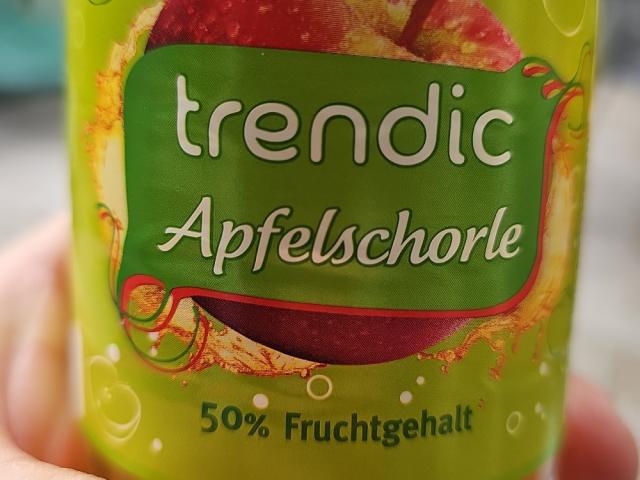 trendic
Apfelschorle
50% Fruchtgehalt